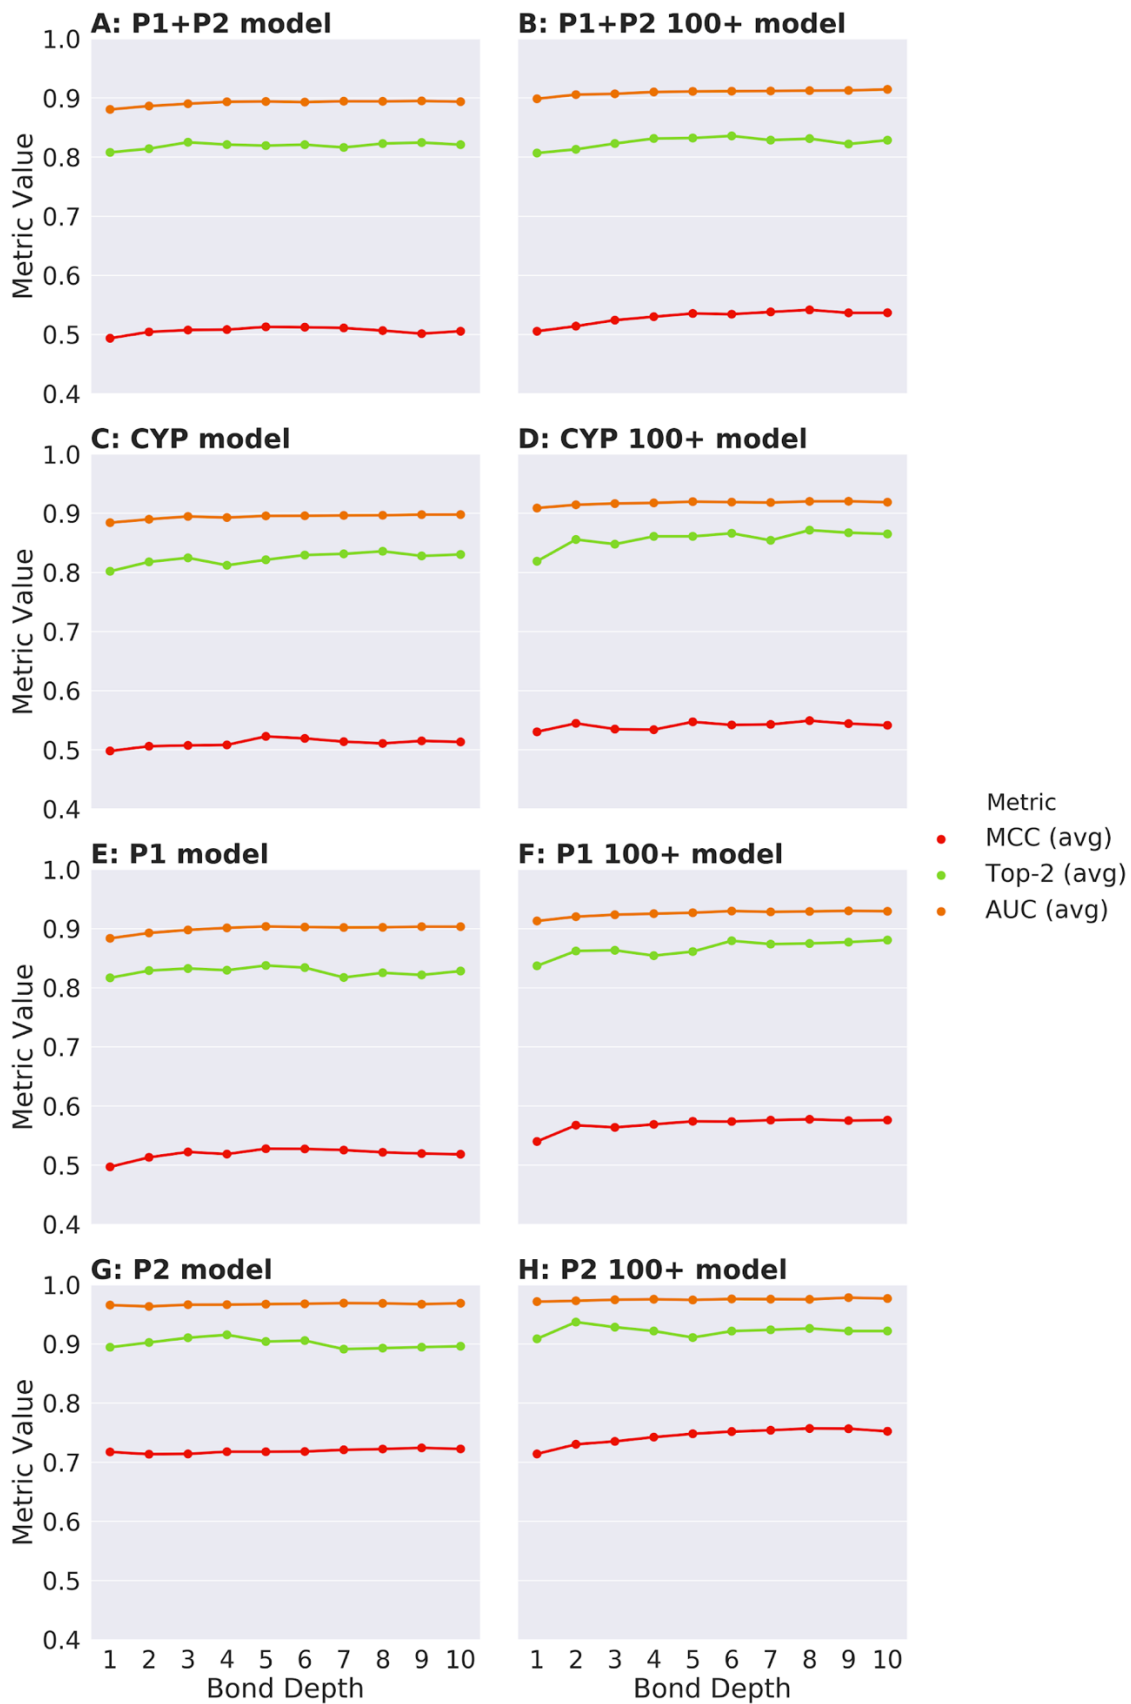 A: P1+P2 model
B: P1+P2 100+ model
1.0
0.9
0.8
0.7
0.6
0.5
0.4
Metric Value
C: CYP model
D: CYP 100+ model
1.0
0.9
0.8
0.7
0.6
0.5
0.4
Metric Value
Metric
MCC (avg)
Top-2 (avg)
AUC (avg)
E: P1 model
F: P1 100+ model
1.0
0.9
0.8
0.7
0.6
0.5
0.4
Metric Value
G: P2 model
H: P2 100+ model
1.0
0.9
0.8
0.7
0.6
0.5
0.4
Metric Value
1 2 3 4 5 6 7 8 9 10
1 2 3 4 5 6 7 8 9 10
Bond Depth
Bond Depth